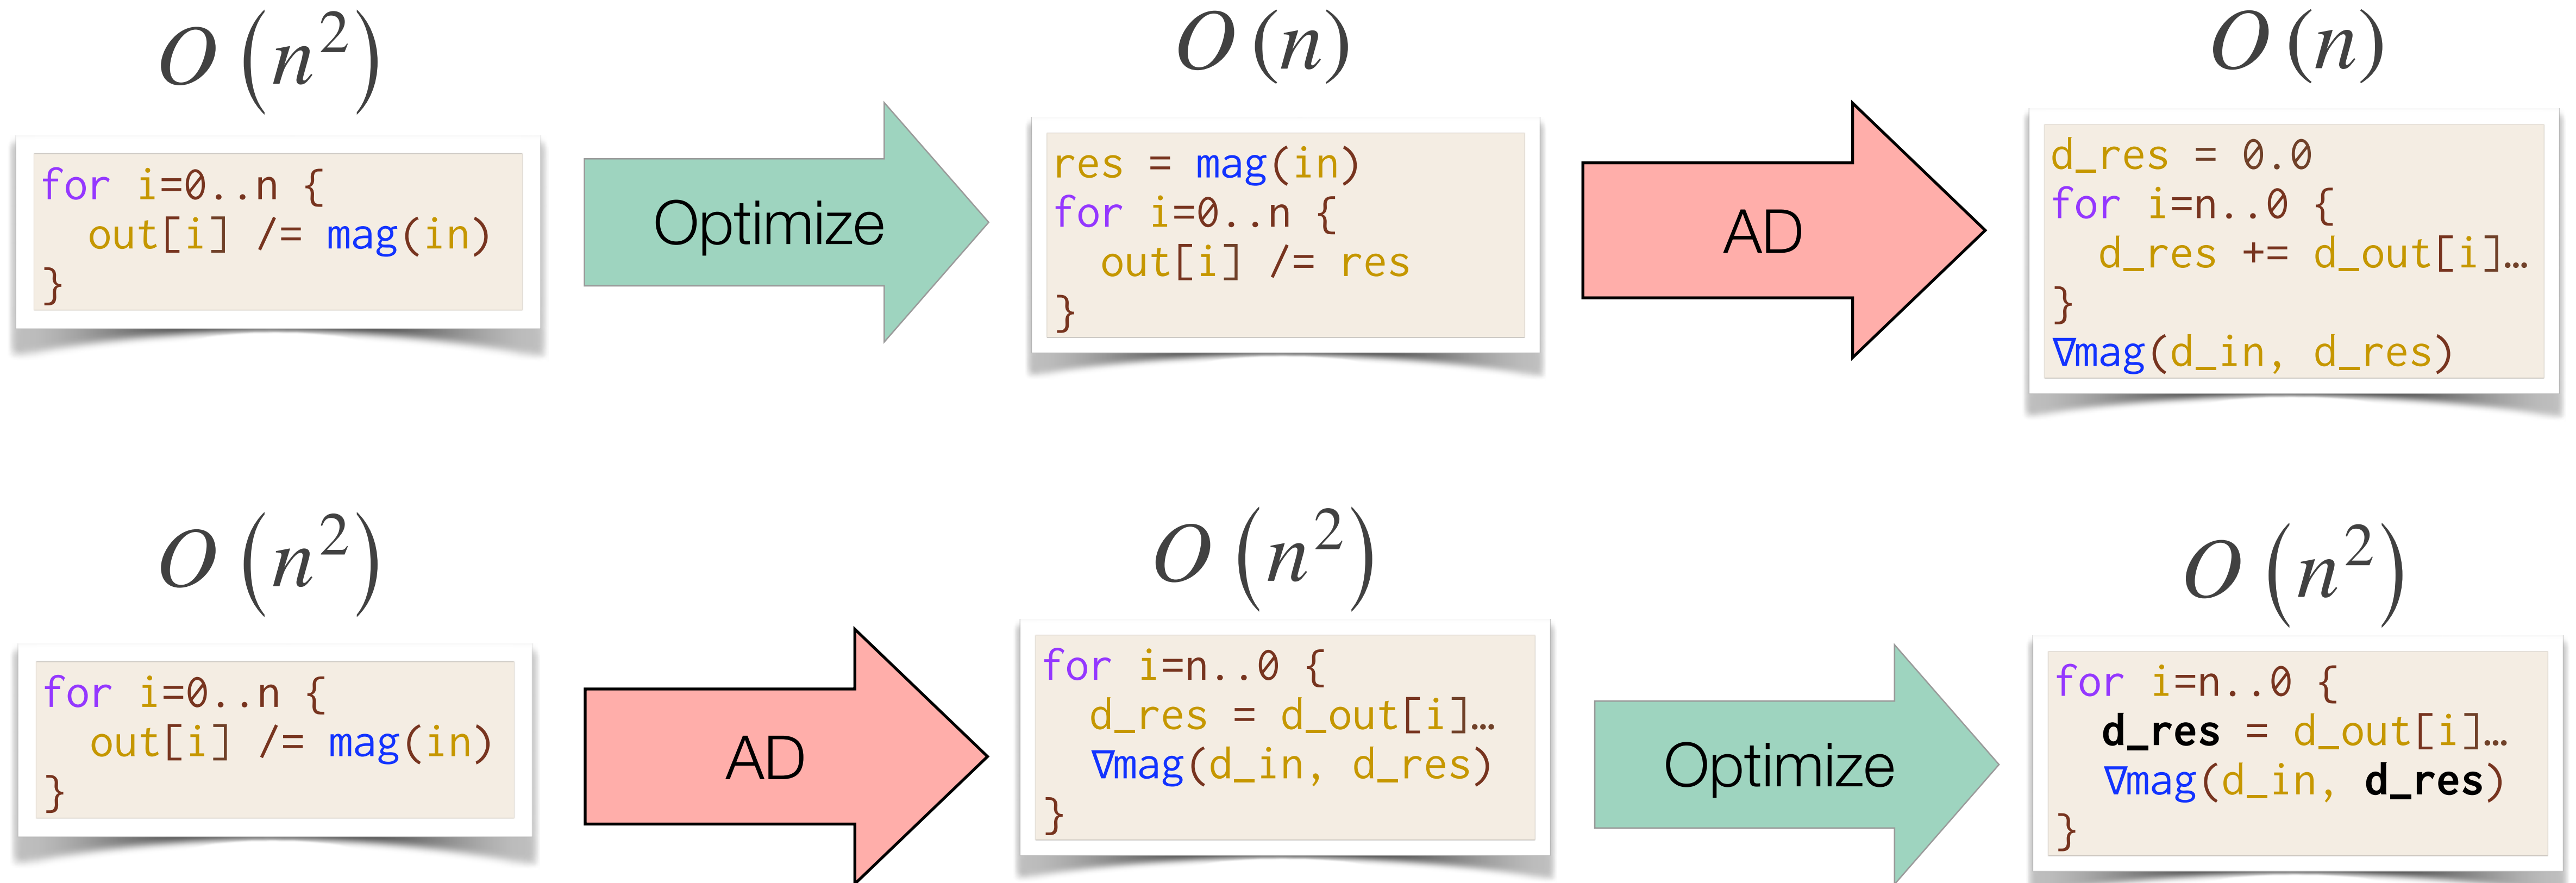 O (n²)
for i=0..n {
  out[i] /= mag(in)
}
Optimize
O (n)
res = mag(in)
for i=0..n {
  out[i] /= res
}
AD
O (n)
d_res = 0.0
for i=n..0 {
  d_res += d_out[i]…
}
∇mag(d_in, d_res)
O (n²)
for i=0..n {
  out[i] /= mag(in)
}
AD
O (n²)
for i=n..0 {
  d_res = d_out[i]…
  ∇mag(d_in, d_res)
}
Optimize
O (n²)
for i=n..0 {
  d_res = d_out[i]…
  ∇mag(d_in, d_res)
}